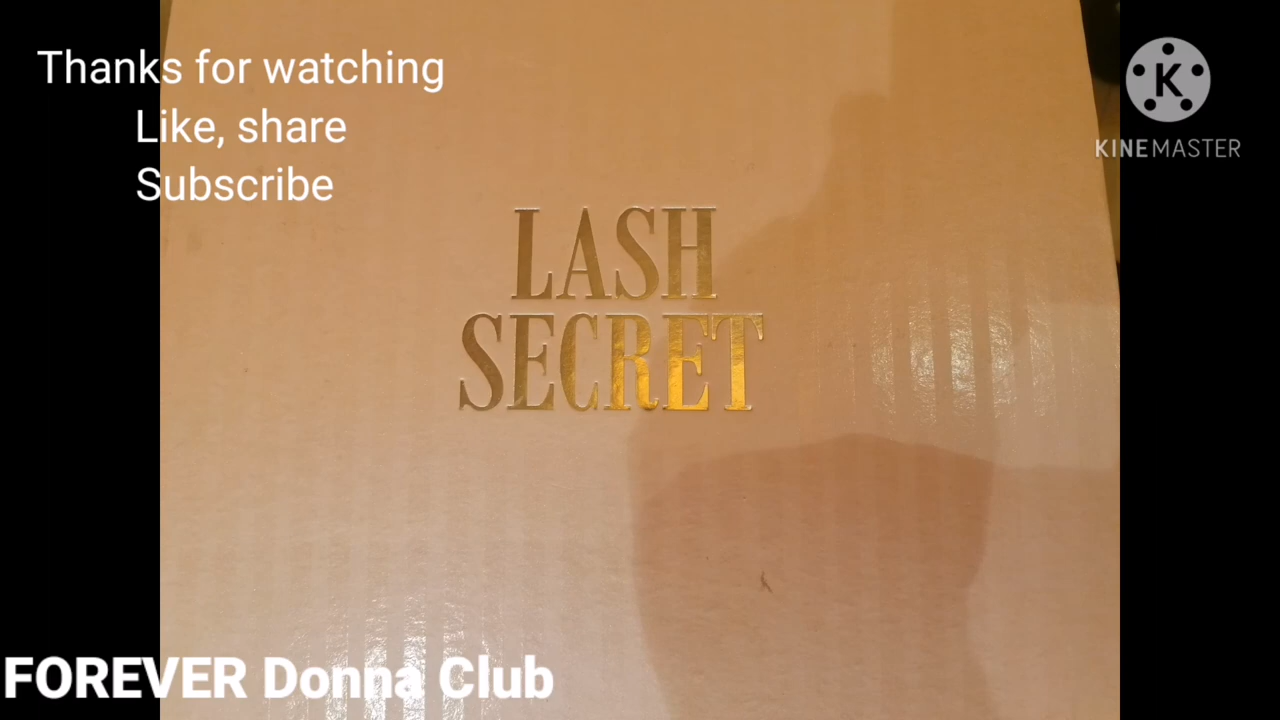 Thanks for watching
Like, share
Subscribe
K
KINEMASTER
LASH
SECRET
FOREVER Donna Club